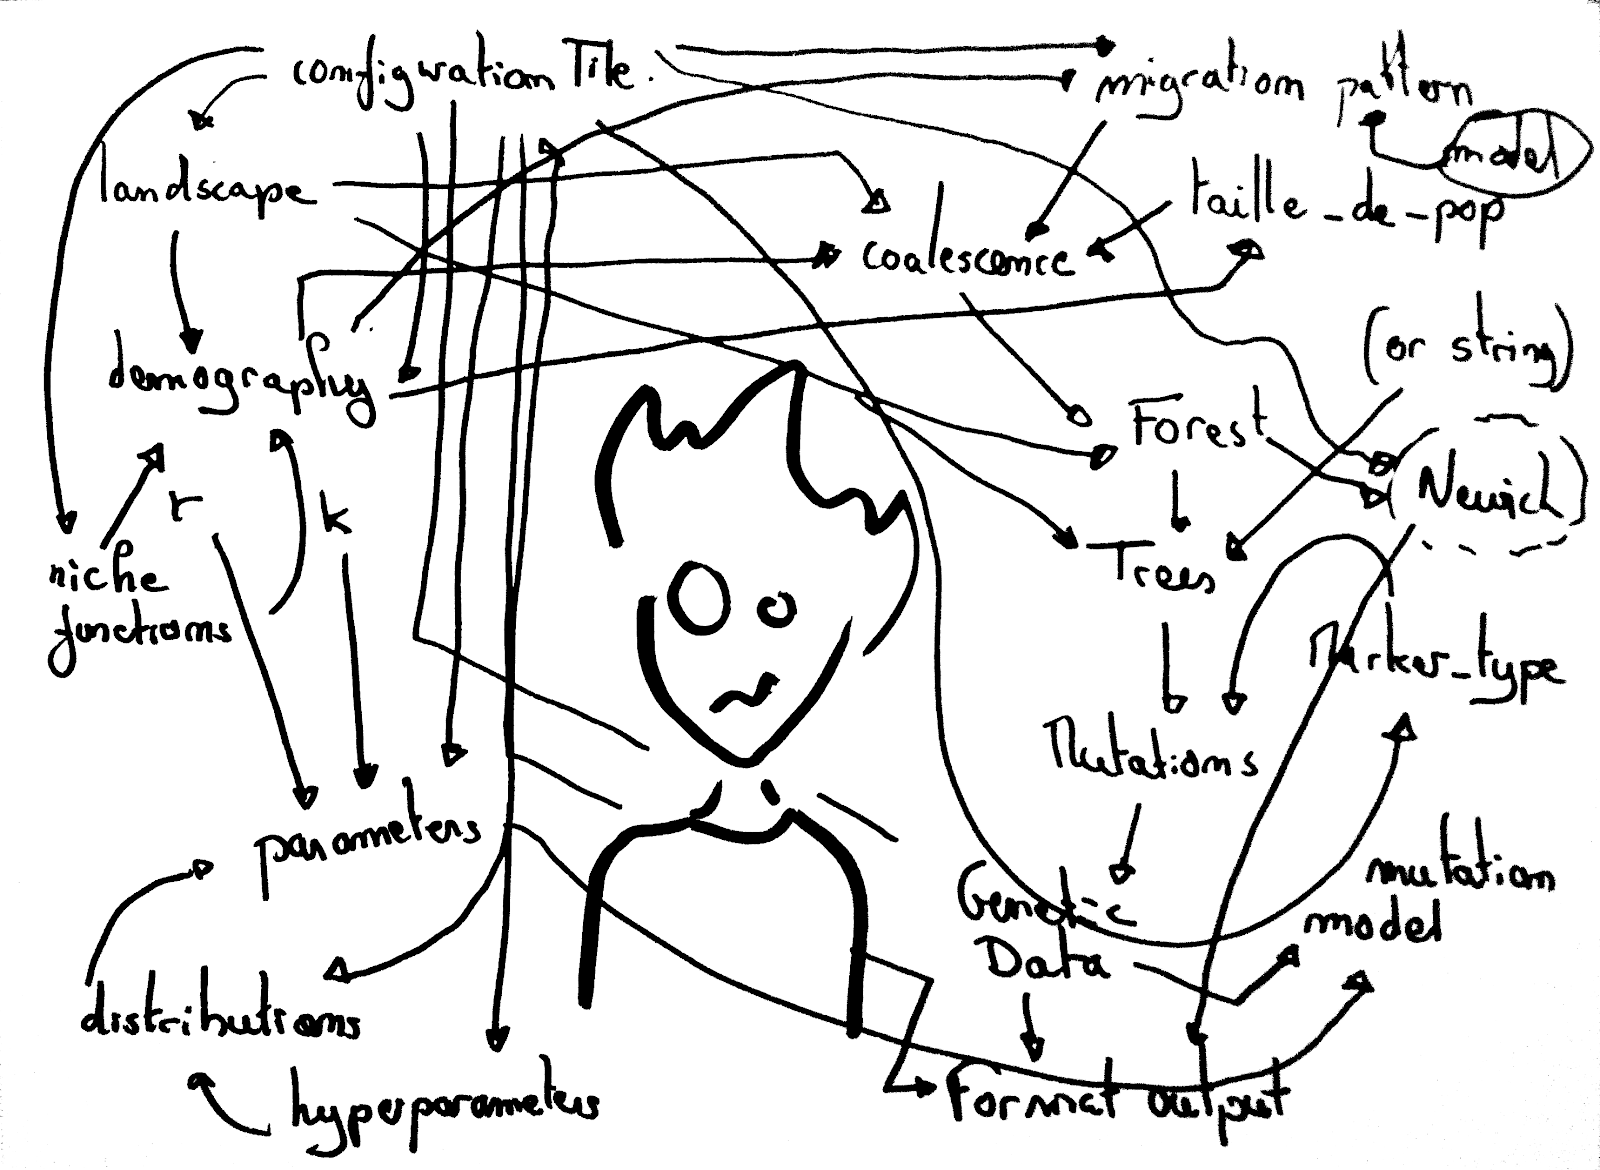 configuration file.
migration pattern
model
landscape
taille_de_pop
coalescence
(or string)
demography
Forest
(Newick)
r
k
Trees
niche
functions
Marker_type
Mutations
parameters
mutation
model
Genetic
Data
distributions
hyperparameters
Format output